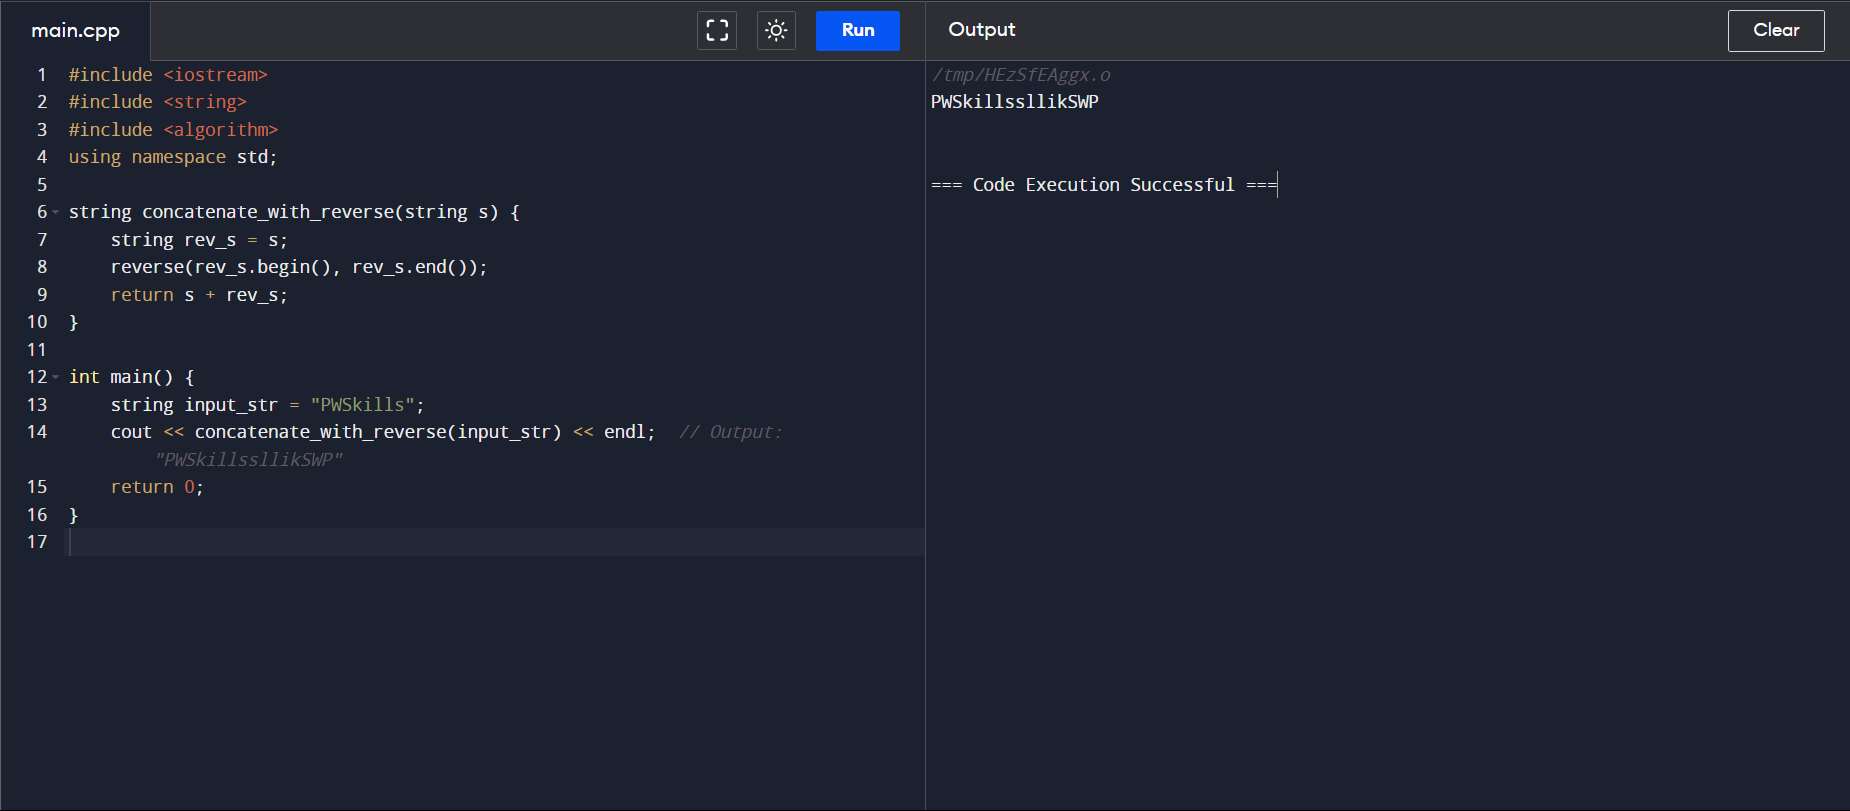 main.cpp
Run
Output
Clear
1 #include <iostream>
2 #include <string>
3 #include <algorithm>
4 using namespace std;
5
6 string concatenate_with_reverse(string s) {
7     string rev_s = s;
8     reverse(rev_s.begin(), rev_s.end());
9     return s + rev_s;
10 }
11
12 int main() {
13     string input_str = "PWSkills";
14     cout << concatenate_with_reverse(input_str) << endl;  // Output:
"PWSkillssllikSWP"
15     return 0;
16 }
17
/tmp/HEzSfEAggx.o
PWSkillssllikSWP
=== Code Execution Successful ===